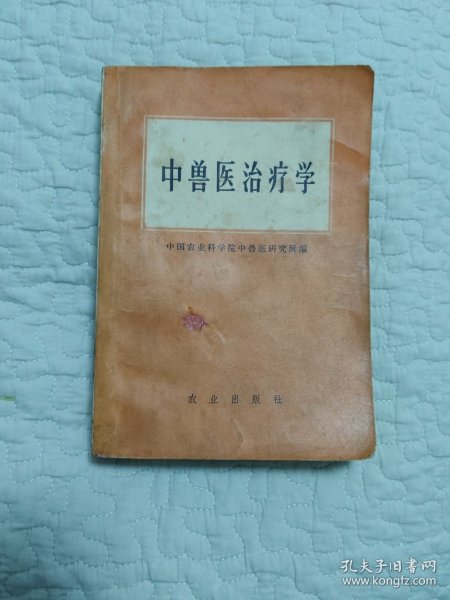 中兽医治疗学
中国农业科学院中兽医研究所编
农业出版社
孔夫子旧书网
www.kongfz.com